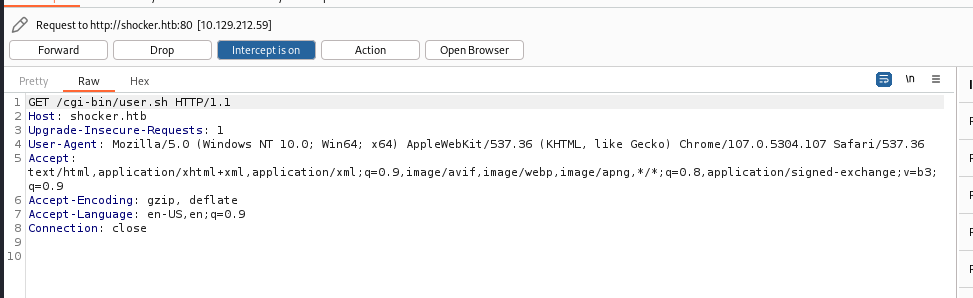 Request to http://shocker.htb:80 [10.129.212.59]
Forward Drop Intercept is on Action Open Browser
Pretty Raw Hex \n
1 GET /cgi-bin/user.sh HTTP/1.1
2 Host: shocker.htb
3 Upgrade-Insecure-Requests: 1
4 User-Agent: Mozilla/5.0 (Windows NT 10.0; Win64; x64) AppleWebKit/537.36 (KHTML, like Gecko) Chrome/107.0.5304.107 Safari/537.36
5 Accept:
text/html,application/xhtml+xml,application/xml;q=0.9,image/avif,image/webp,image/apng,*/*;q=0.8,application/signed-exchange;v=b3;
q=0.9
6 Accept-Encoding: gzip, deflate
7 Accept-Language: en-US,en;q=0.9
8 Connection: close
9
10